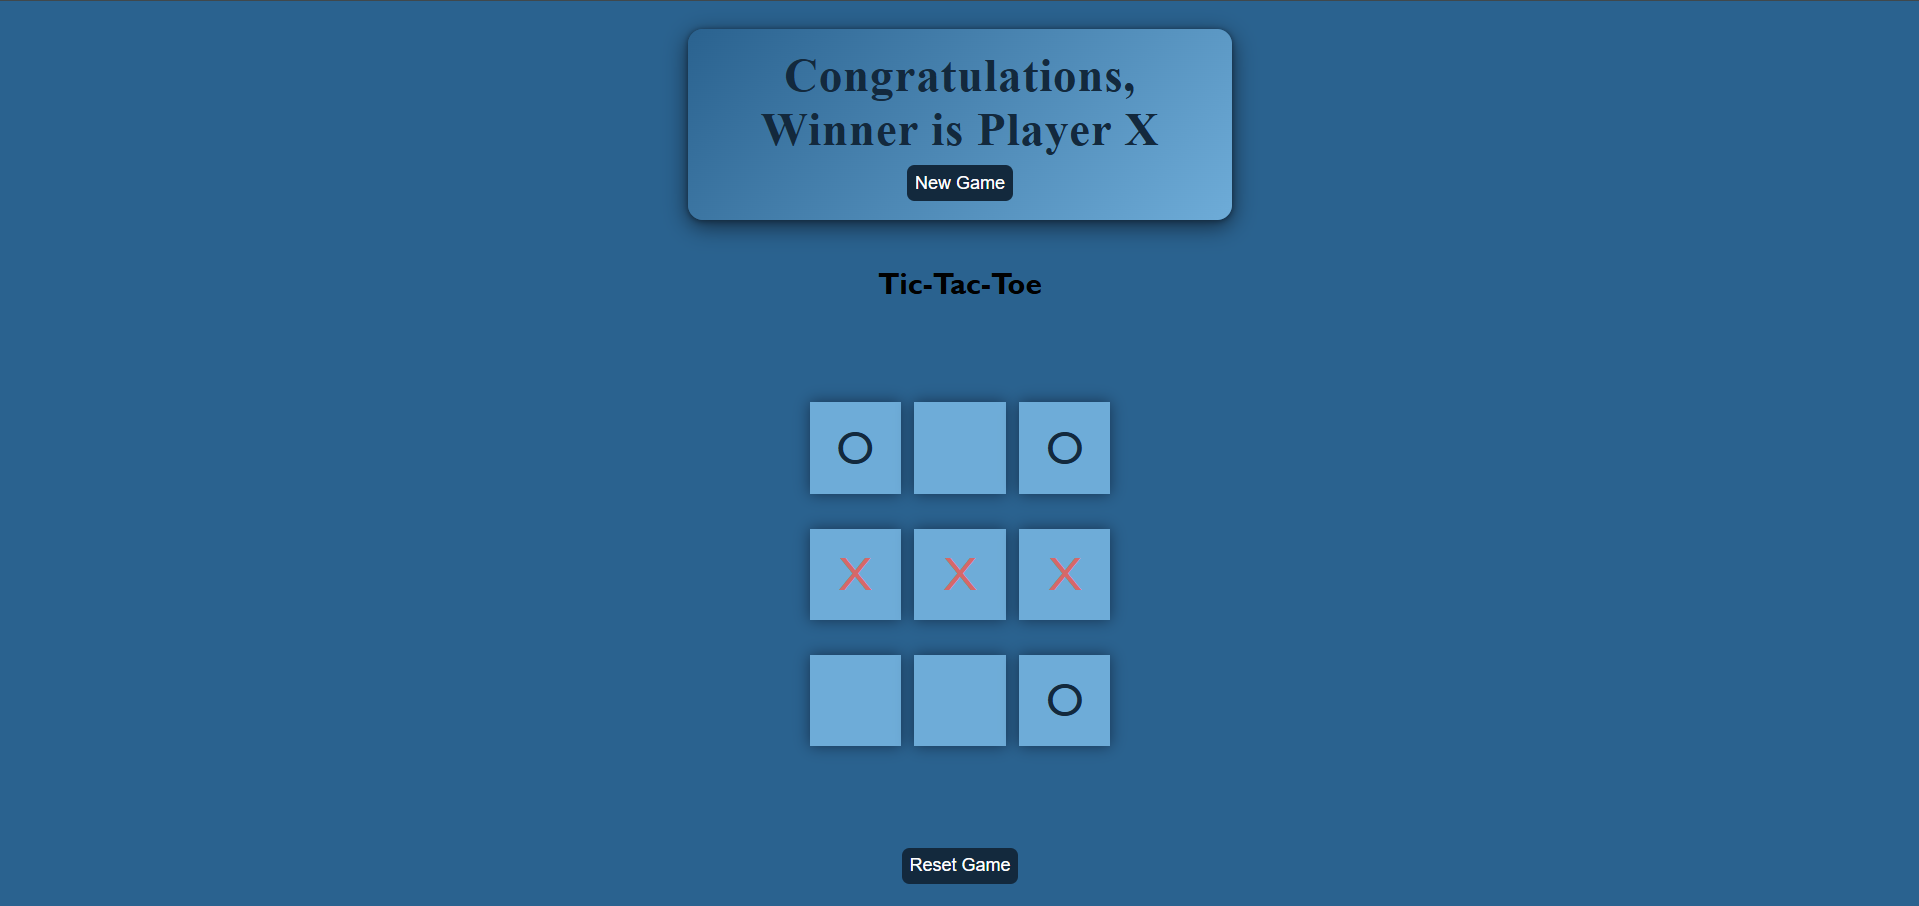 Congratulations,
Winner is Player X
New Game
Tic-Tac-Toe
O O
X X X
O
Reset Game